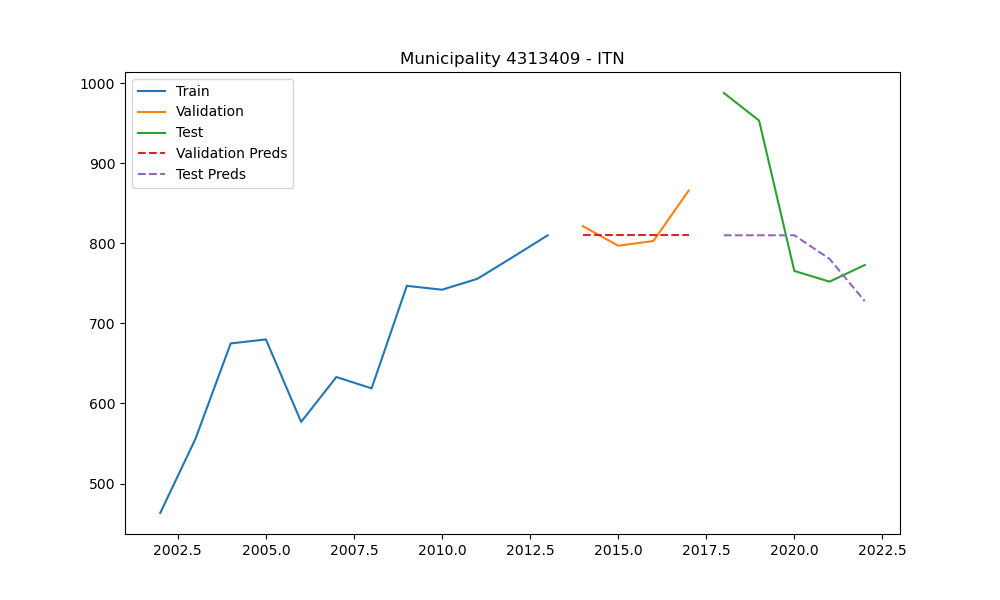 Municipality 4313409 - ITN
Train
Validation
Test
Validation Preds
Test Preds
1000
900
800
700
600
500
2002.5 2005.0 2007.5 2010.0 2012.5 2015.0 2017.5 2020.0 2022.5